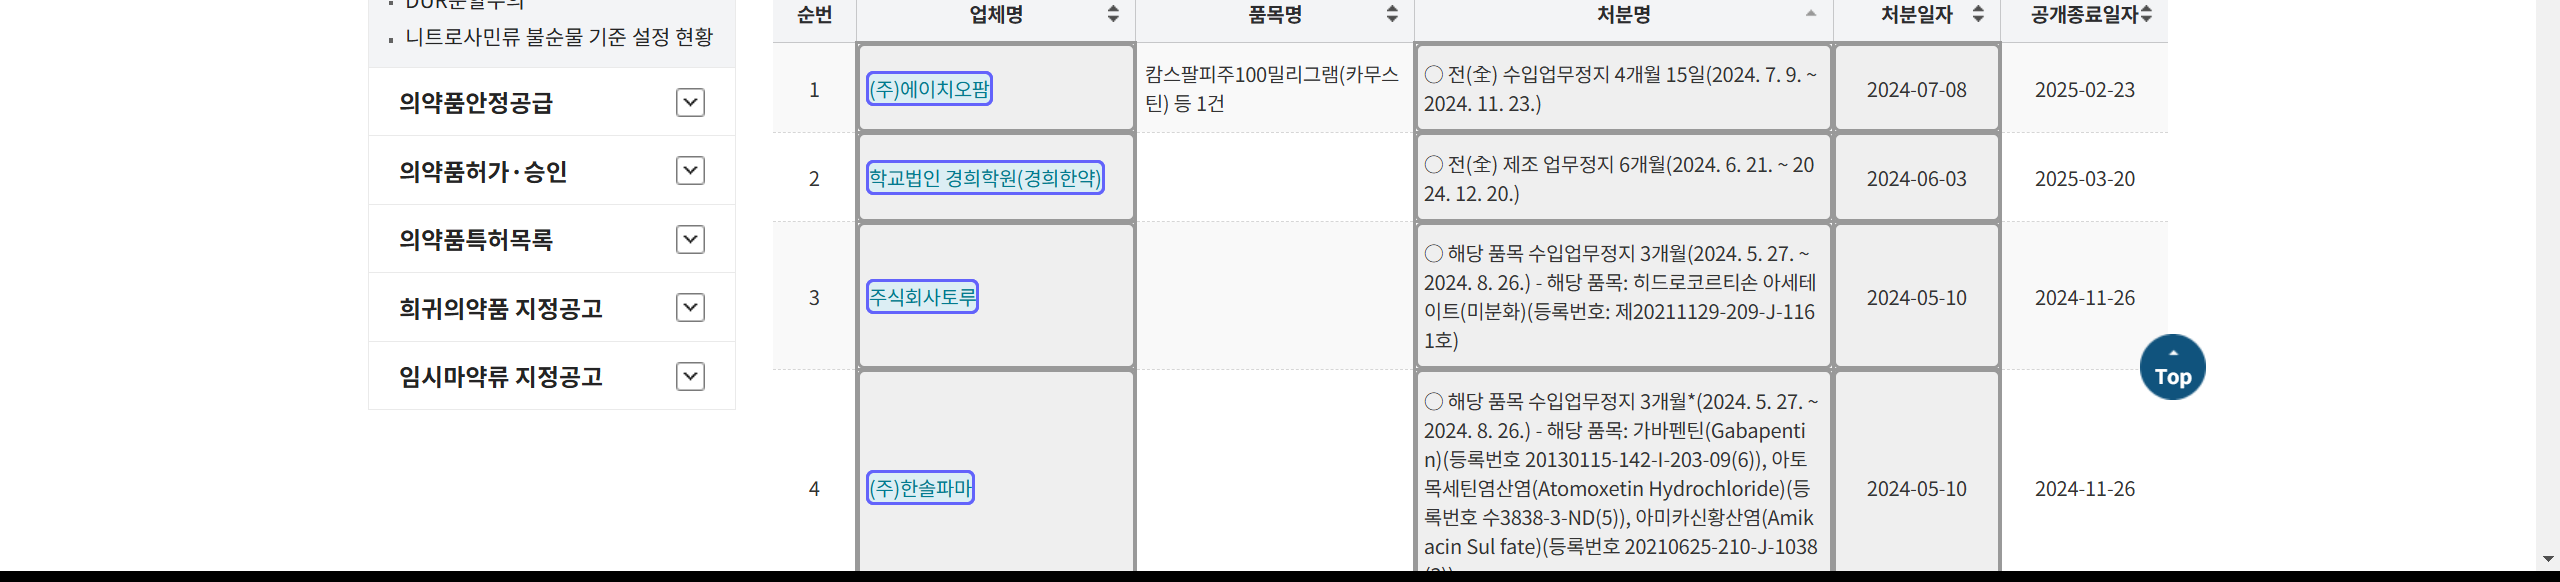 DUR분할주의
니트로사민류 불순물 기준 설정 현황
의약품안정공급
의약품허가·승인
의약품특허목록
희귀의약품 지정공고
임시마약류 지정공고
순번 업체명 품목명 처분명 처분일자 공개종료일자
1
(주)에이치오팜
캄스팔피주100밀리그램(카무스
틴) 등 1건
○ 전(全) 수입업무정지 4개월 15일(2024. 7. 9. ~
2024. 11. 23.)
2024-07-08
2025-02-23
2
학교법인 경희학원(경희한약)
○ 전(全) 제조 업무정지 6개월(2024. 6. 21. ~ 20
24. 12. 20.)
2024-06-03
2025-03-20
3
주식회사토루
○ 해당 품목 수입업무정지 3개월(2024. 5. 27. ~
2024. 8. 26.) - 해당 품목: 히드로코르티손 아세테
이트(미분화)(등록번호: 제20211129-209-J-116
1호)
2024-05-10
2024-11-26
4
(주)한솔파마
○ 해당 품목 수입업무정지 3개월*(2024. 5. 27. ~
2024. 8. 26.) - 해당 품목: 가바펜틴(Gabapenti
n)(등록번호 20130115-142-I-203-09(6)), 아토
목세틴염산염(Atomoxetin Hydrochloride)(등
록번호 수3838-3-ND(5)), 아미카신황산염(Amik
acin Sul fate)(등록번호 20210625-210-J-1038
2024-05-10
2024-11-26
Top